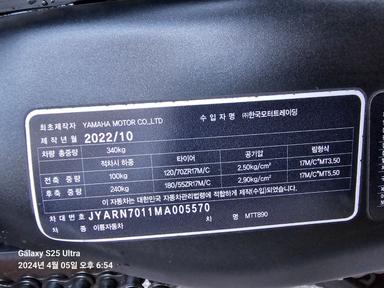 최초제작자 YAMAHA MOTOR CO.,LTD 수 입 자 명 ㈜한국모터트레이딩
제작년월 2022/10
차량 총중량 340kg
적차시 하중 타이어 공기압 림형식
전축 중량 100kg 120/70ZR17M/C 2.50kg/cm² 17M/C*MT3.50
후축 중량 240kg 180/55ZR17M/C 2.90kg/cm² 17M/C*MT5.50
이 자동차는 대한민국 자동차관리법령에 적합하게 제작(수입)되었습니다.
차대번호 JYARN7011MA005570
차 종 이륜자동차 차 명 MTT890
Galaxy S25 Ultra
2024년 4월 05일 오후 6:54